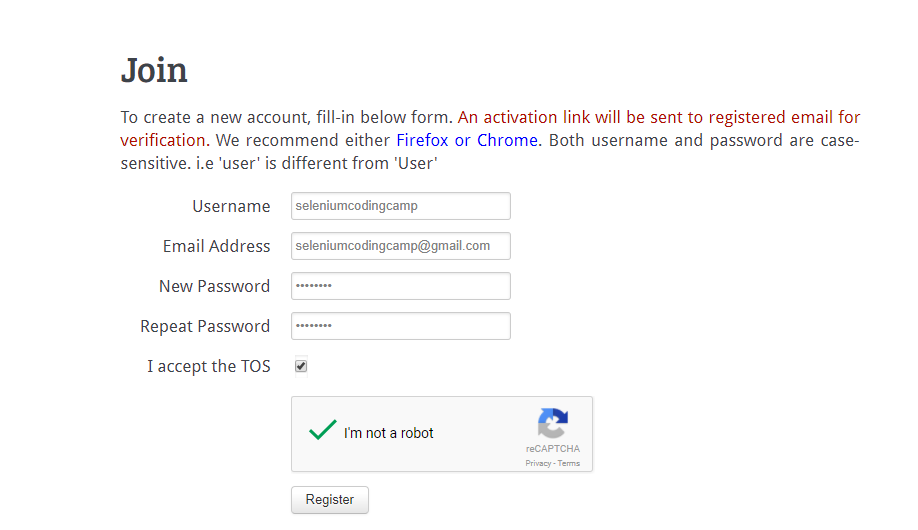 Join
To create a new account, fill-in below form. An activation link will be sent to registered email for
verification. We recommend either Firefox or Chrome. Both username and password are case-
sensitive. i.e 'user' is different from 'User'
Username
seleniumcodingcamp
Email Address
seleniumcodingcamp@gmail.com
New Password
••••••••
Repeat Password
••••••••
I accept the TOS
I'm not a robot
reCAPTCHA
Privacy - Terms
Register